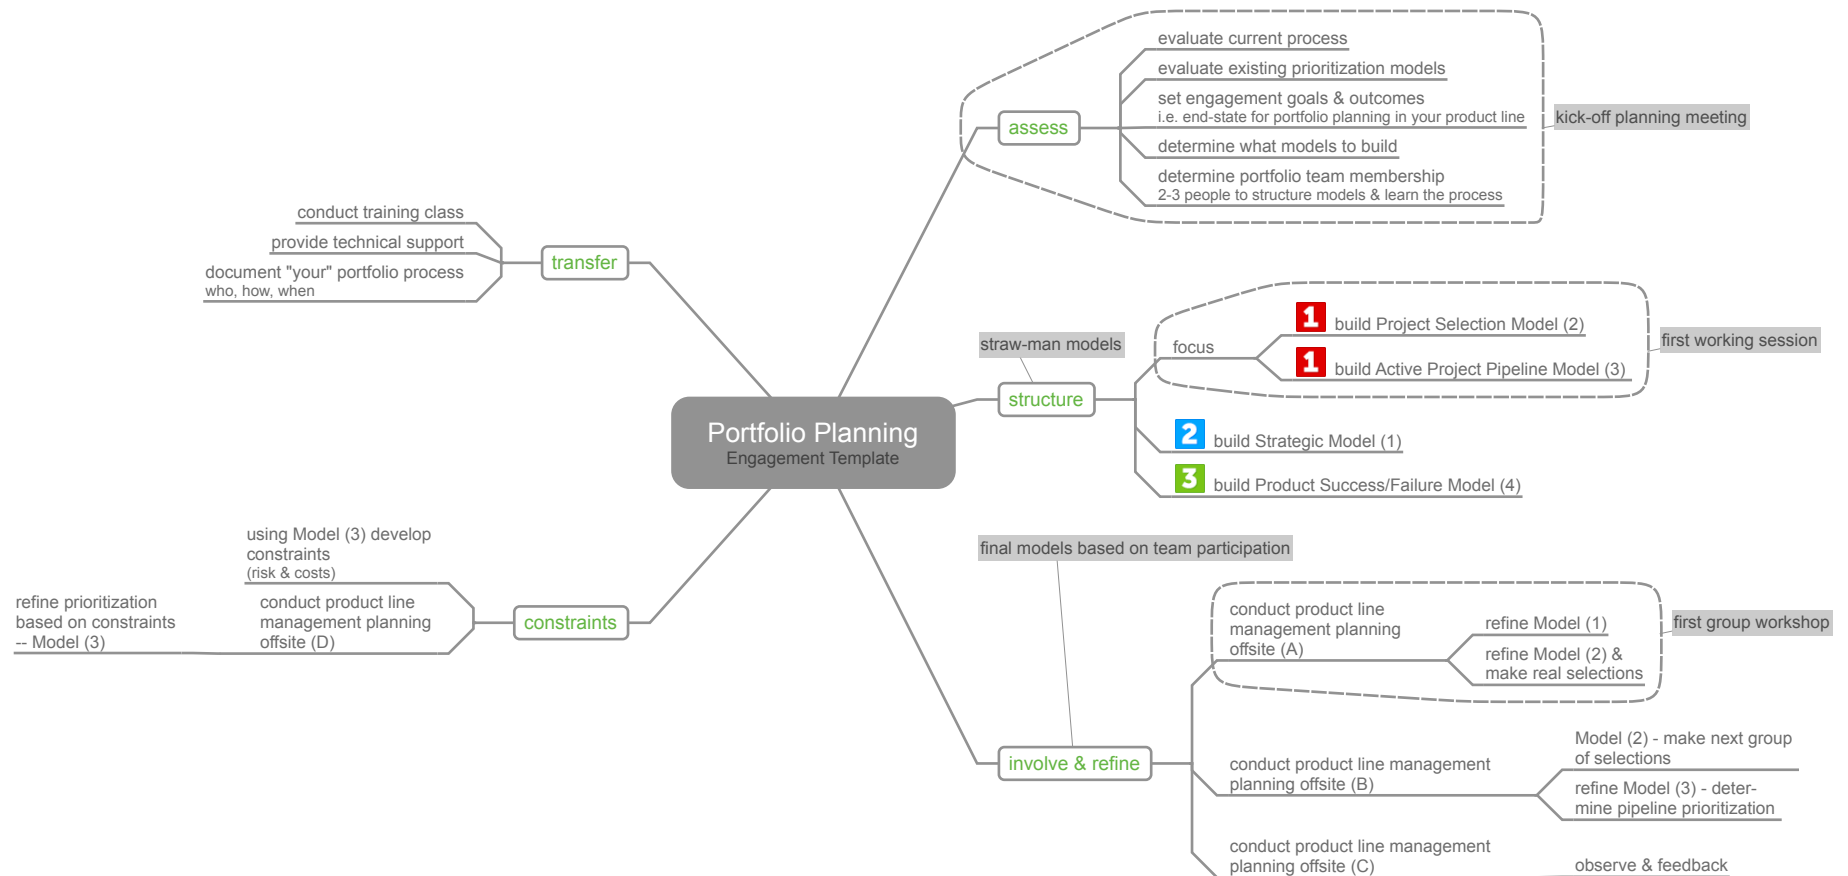 Portfolio Planning
Engagement Template
assess
evaluate current process
evaluate existing prioritization models
set engagement goals & outcomes
i.e. end-state for portfolio planning in your product line
determine what models to build
determine portfolio team membership
2-3 people to structure models & learn the process
kick-off planning meeting
structure
straw-man models
focus
1 build Project Selection Model (2)
1 build Active Project Pipeline Model (3)
first working session
2 build Strategic Model (1)
3 build Product Success/Failure Model (4)
involve & refine
final models based on team participation
conduct product line
management planning
offsite (A)
refine Model (1)
refine Model (2) &
make real selections
first group workshop
conduct product line management
planning offsite (B)
Model (2) - make next group
of selections
refine Model (3) - deter-
mine pipeline prioritization
conduct product line management
planning offsite (C)
observe & feedback
constraints
using Model (3) develop
constraints
(risk & costs)
conduct product line
management planning
offsite (D)
refine prioritization
based on constraints
-- Model (3)
transfer
conduct training class
provide technical support
document "your" portfolio process
who, how, when